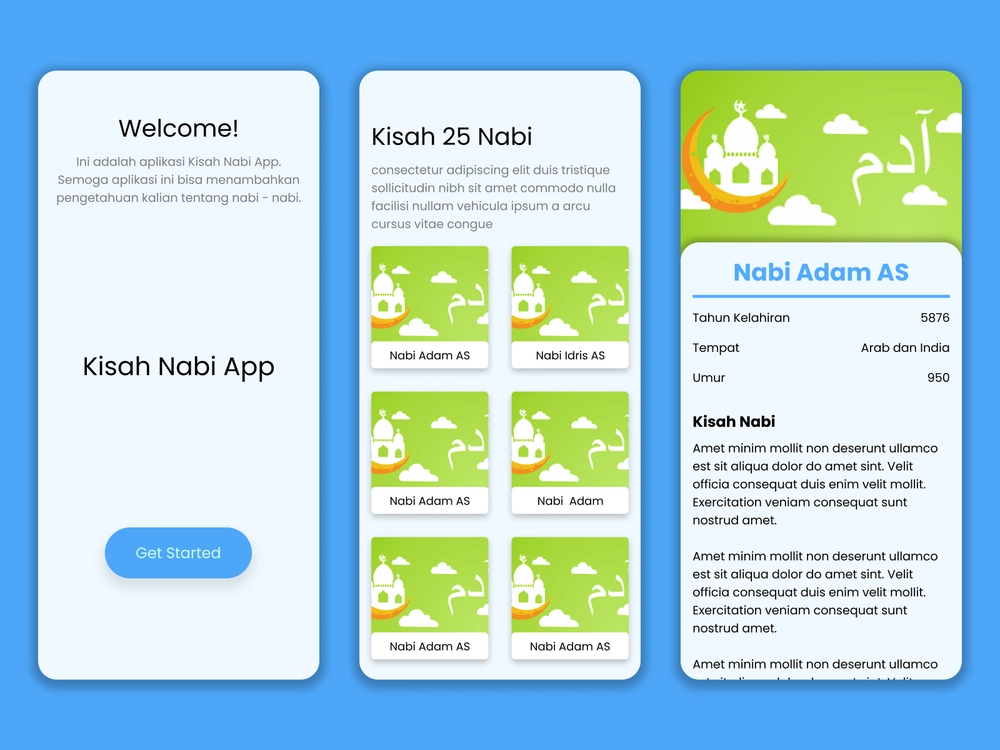 Welcome!
Ini adalah aplikasi Kisah Nabi App.
Semoga aplikasi ini bisa menambahkan
pengetahuan kalian tentang nabi - nabi.
Kisah Nabi App
Get Started
Kisah 25 Nabi
consectetur adipiscing elit duis tristique
sollicitudin nibh sit amet commodo nulla
facilisi nullam vehicula ipsum a arcu
cursus vitae congue
دم
دم
Nabi Adam AS
Nabi Idris AS
دم
دم
Nabi Adam AS
Nabi  Adam
دم
دم
Nabi Adam AS
Nabi Adam AS
آدم
Nabi Adam AS
Tahun Kelahiran 5876
Tempat Arab dan India
Umur 950
Kisah Nabi
Amet minim mollit non deserunt ullamco
est sit aliqua dolor do amet sint. Velit
officia consequat duis enim velit mollit.
Exercitation veniam consequat sunt
nostrud amet.
Amet minim mollit non deserunt ullamco
est sit aliqua dolor do amet sint. Velit
officia consequat duis enim velit mollit.
Exercitation veniam consequat sunt
nostrud amet.
Amet minim mollit non deserunt ullamco